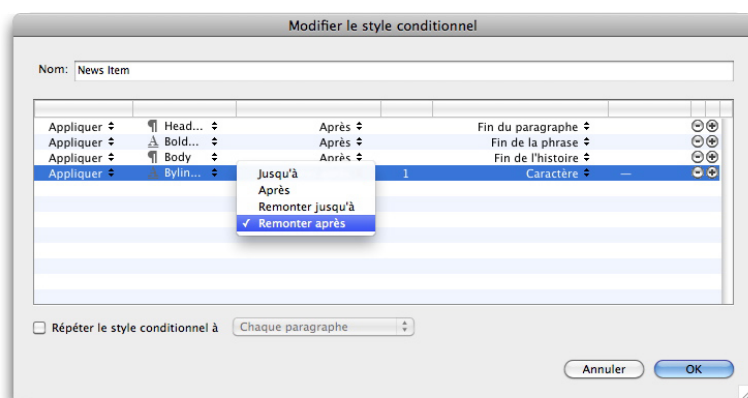 Modifier le style conditionnel
Nom: News Item
Appliquer ¶ Head... Après Fin du paragraphe
Appliquer A Bold... Après Fin de la phrase
Appliquer ¶ Body Après Fin de l'histoire
Appliquer A Bylin... 1 Caractère —
Jusqu'à
Après
Remonter jusqu'à
✓ Remonter après
Répéter le style conditionnel à Chaque paragraphe
Annuler OK